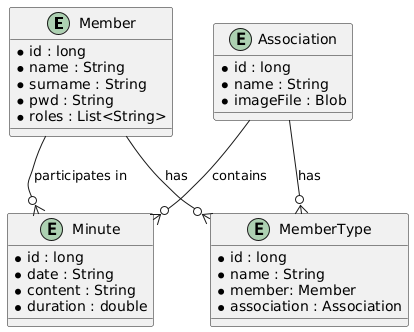 E Member
id : long
name : String
surname : String
pwd : String
roles : List<String>
E Association
id : long
name : String
imageFile : Blob
participates in
has
contains
has
E Minute
id : long
date : String
content : String
duration : double
E MemberType
id : long
name : String
member: Member
association : Association